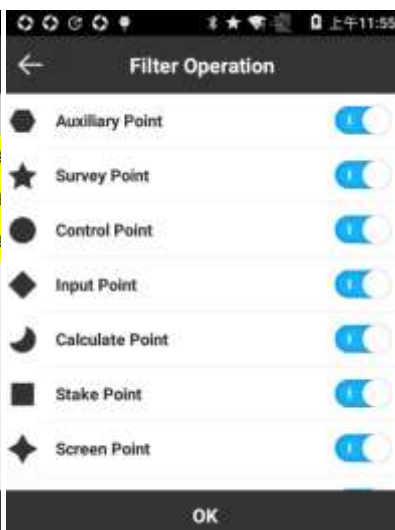 上午11:55
Filter Operation
Auxiliary Point
Survey Point
Control Point
Input Point
Calculate Point
Stake Point
Screen Point
OK